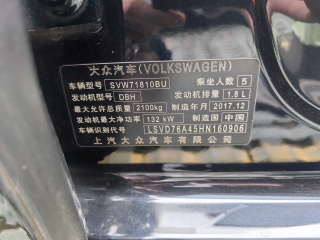 大众汽车(VOLKSWAGEN)
车辆型号 SVW71810BU 乘坐人数 5
发动机型号 DBH 发动机排量 1.8 L
最大允许总质量 2100kg 制造年月 2017.12
发动机最大净功率 132 kW 制造国 中国
车辆识别代号 LSVD76A45HN160906
上汽大众汽车有限公司